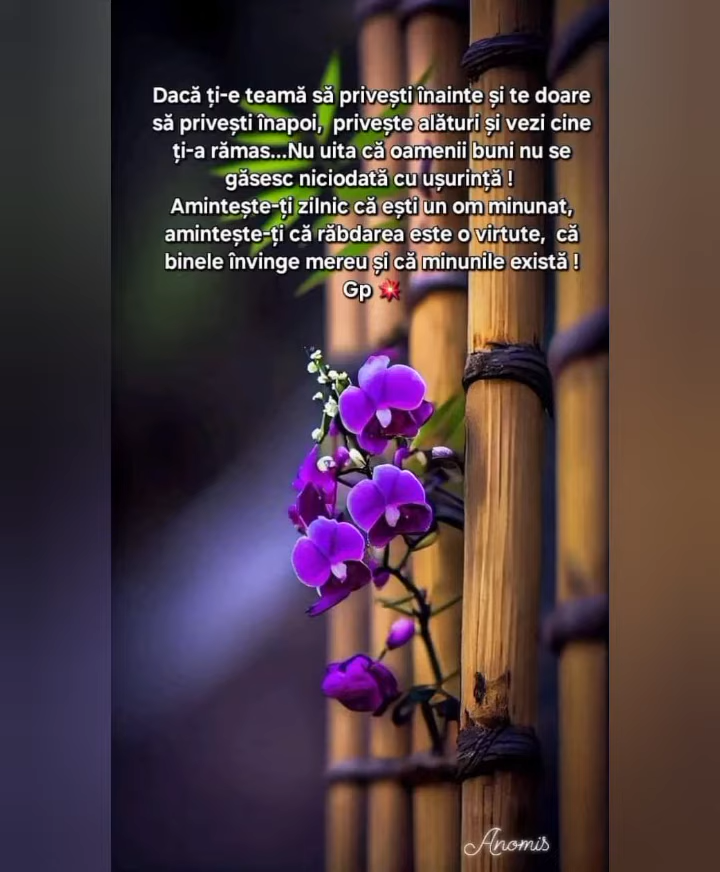 Dacă ți-e teamă să privești înainte și te doare
să privești înapoi, privește alături și vezi cine
ți-a rămas...Nu uita că oamenii buni nu se
găsesc niciodată cu ușurință !
Amintește-ți zilnic că ești un om minunat,
amintește-ți că răbdarea este o virtute, că
binele învinge mereu și că minunile există !
Gp 💥
Anomis